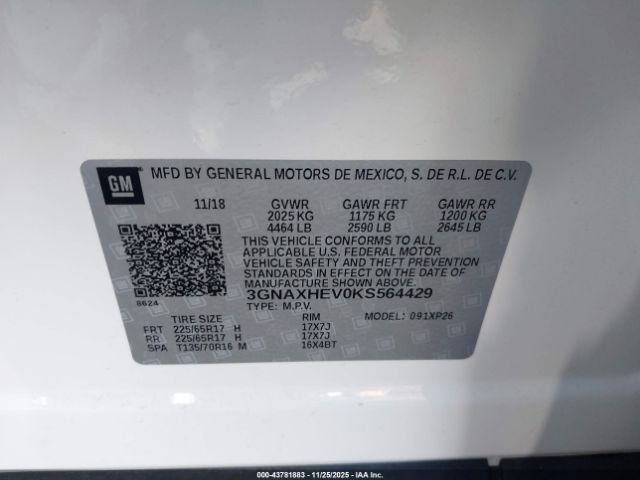 GM
MFD BY GENERAL MOTORS DE MEXICO, S. DE R.L. DE C.V.
11/18 GVWR GAWR FRT GAWR RR
2025 KG 1175 KG 1200 KG
4464 LB 2590 LB 2645 LB
THIS VEHICLE CONFORMS TO ALL
APPLICABLE U.S. FEDERAL MOTOR
VEHICLE SAFETY, BUMPER, AND
THEFT PREVENTION STANDARDS
IN EFFECT ON THE DATE OF
MANUFACTURE SHOWN ABOVE.
8624
3GNAXHEV0KS564429
TYPE: M.P.V.
TIRE SIZE RIM MODEL: 091XP26
FRT 225/65R17 H 17X7J
RR 225/65R17 H 17X7J
SPA T135/70R16 M 16X4BT
© 2025 - 43781883 - 11/25/2025 - IAA Inc.